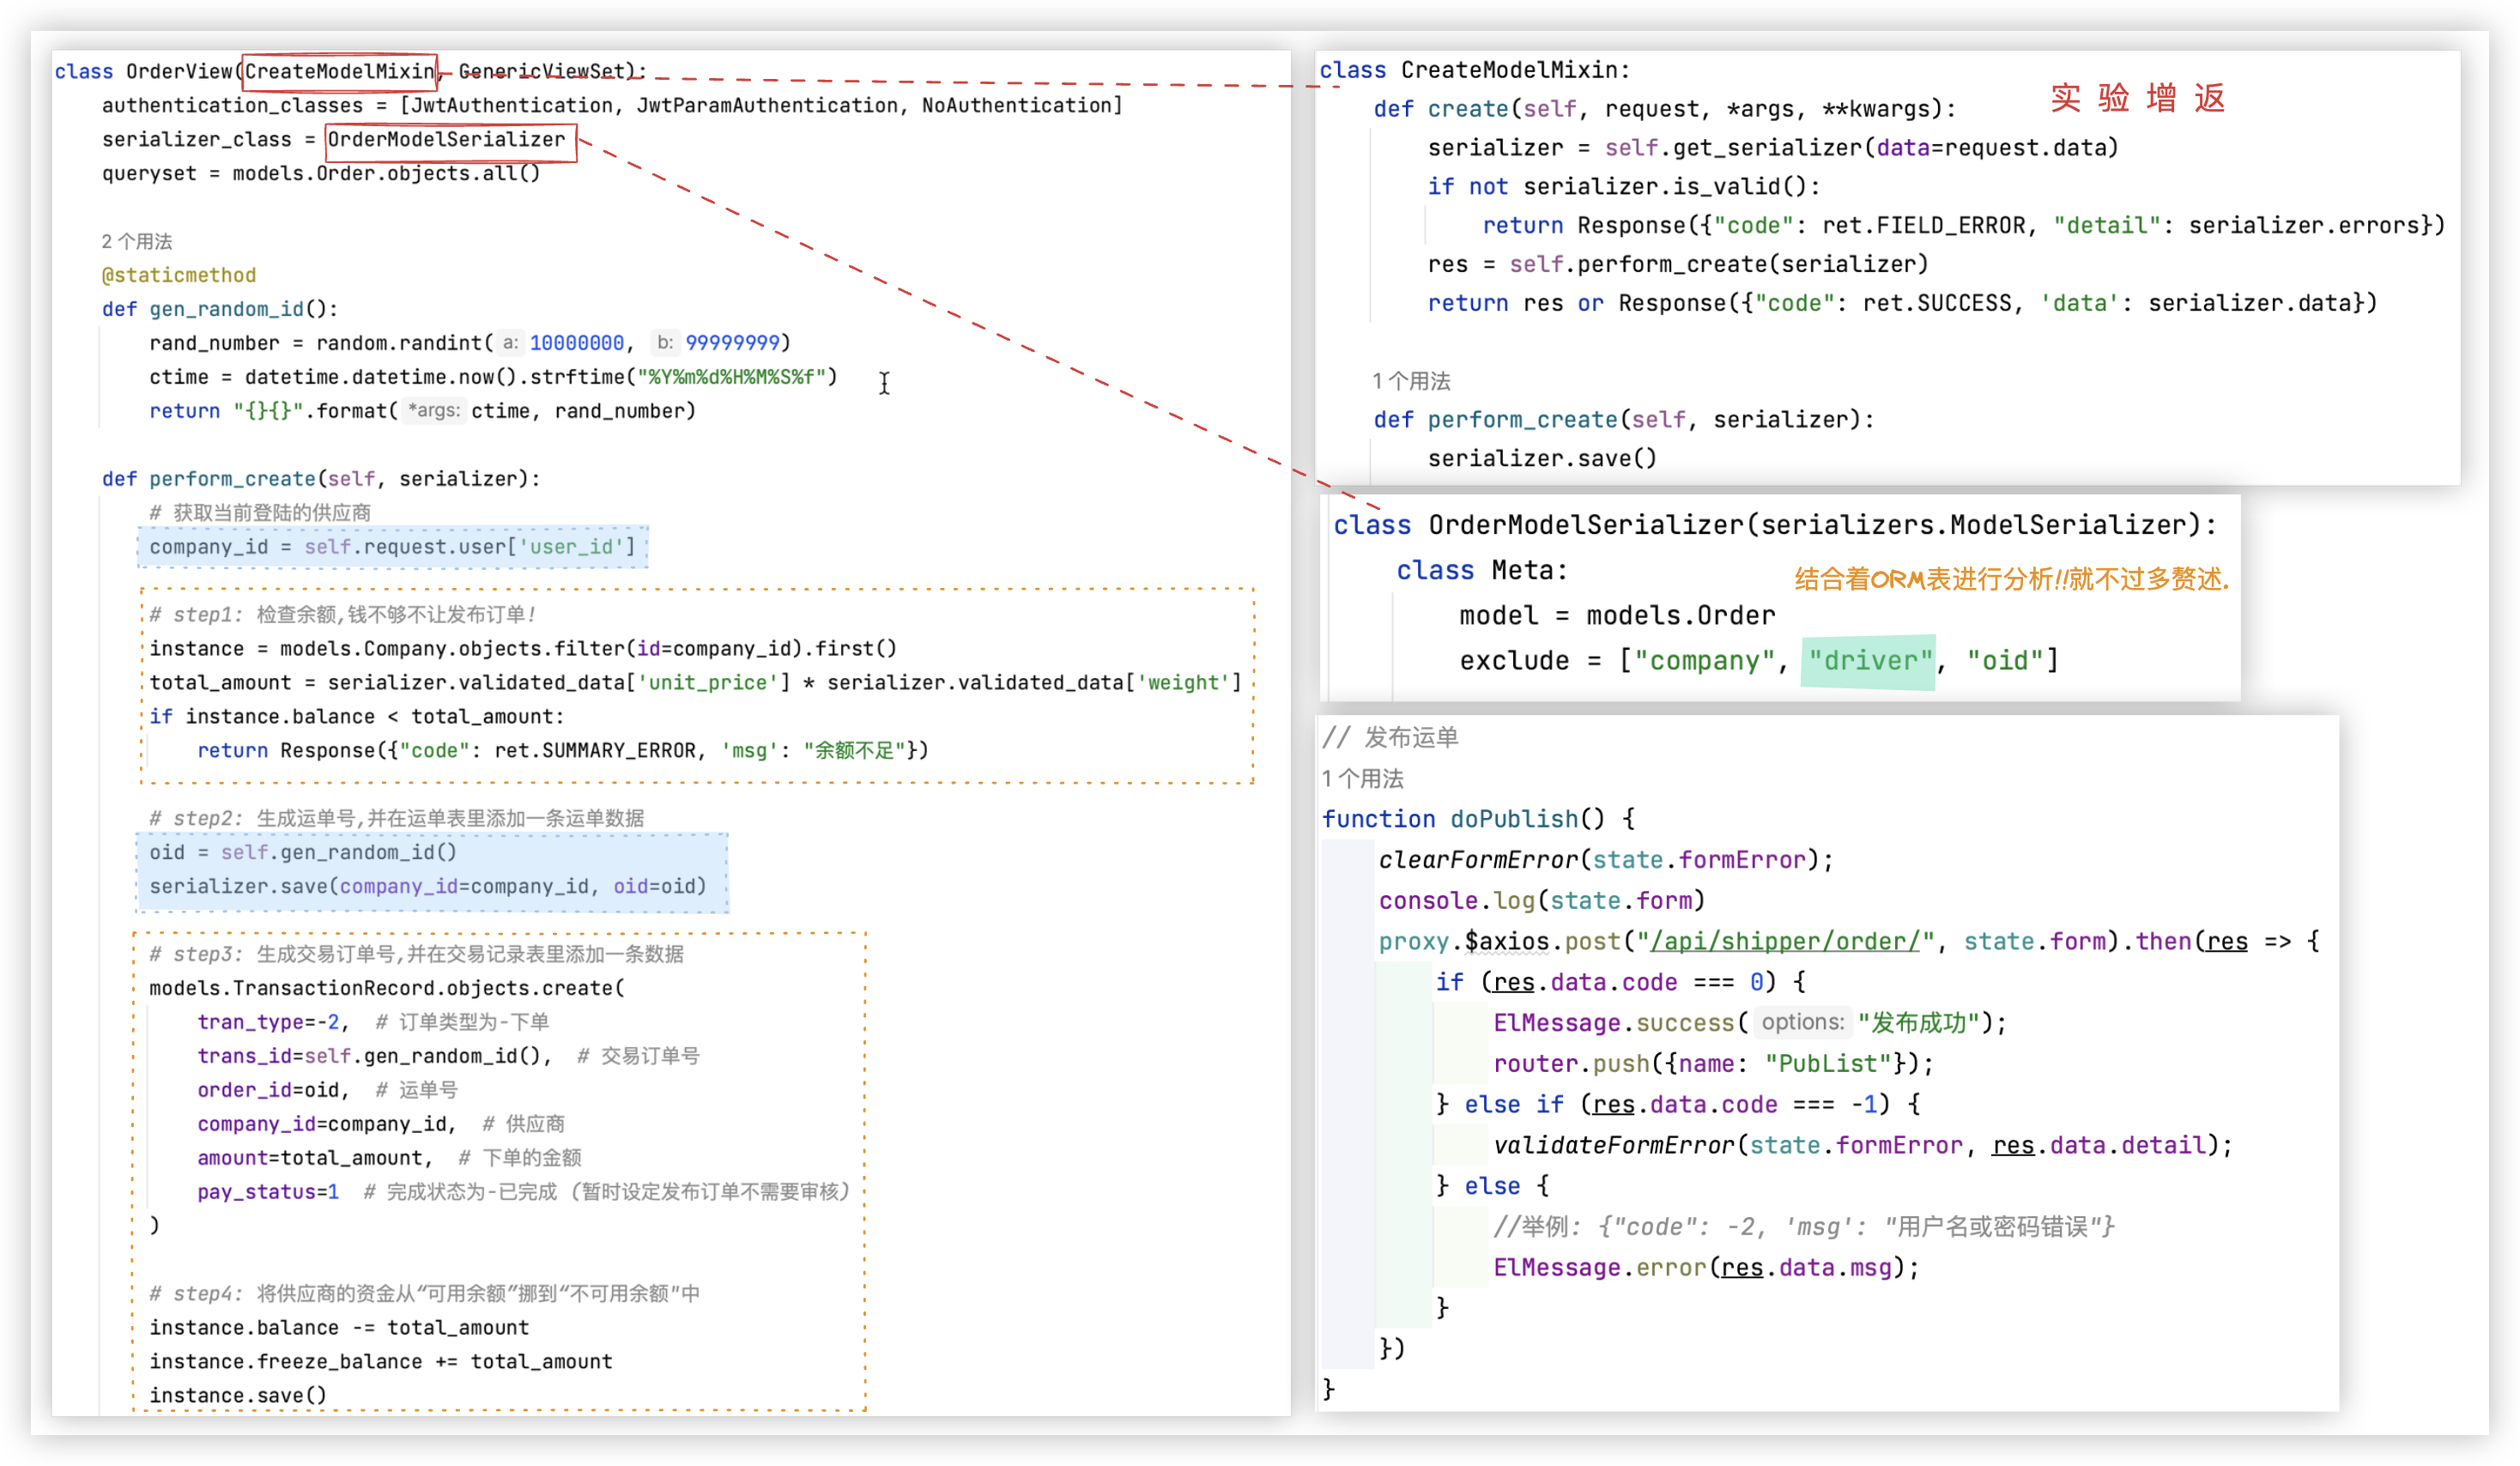 class OrderView(CreateModelMixin, GenericViewSet):
    authentication_classes = [JwtAuthentication, JwtParamAuthentication, NoAuthentication]
    serializer_class = OrderModelSerializer
    queryset = models.Order.objects.all()
2 个用法
    @staticmethod
    def gen_random_id():
        rand_number = random.randint( a: 10000000, b: 99999999)
        ctime = datetime.datetime.now().strftime("%Y%m%d%H%M%S%f")
        return "{}{}".format( *args: ctime, rand_number)
    def perform_create(self, serializer):
        # 获取当前登陆的供应商
        company_id = self.request.user['user_id']
        # step1: 检查余额,钱不够不让发布订单!
        instance = models.Company.objects.filter(id=company_id).first()
        total_amount = serializer.validated_data['unit_price'] * serializer.validated_data['weight']
        if instance.balance < total_amount:
            return Response({"code": ret.SUMMARY_ERROR, 'msg': "余额不足"})
        # step2: 生成运单号,并在运单表里添加一条运单数据
        oid = self.gen_random_id()
        serializer.save(company_id=company_id, oid=oid)
        # step3: 生成交易订单号,并在交易记录表里添加一条数据
        models.TransactionRecord.objects.create(
            tran_type=-2,  # 订单类型为-下单
            trans_id=self.gen_random_id(),  # 交易订单号
            order_id=oid,  # 运单号
            company_id=company_id,  # 供应商
            amount=total_amount,  # 下单的金额
            pay_status=1  # 完成状态为-已完成 (暂时设定发布订单不需要审核)
        )
        # step4: 将供应商的资金从“可用余额”挪到“不可用余额"中
        instance.balance -= total_amount
        instance.freeze_balance += total_amount
        instance.save()
class CreateModelMixin:
实 验 增 返
    def create(self, request, *args, **kwargs):
        serializer = self.get_serializer(data=request.data)
        if not serializer.is_valid():
            return Response({"code": ret.FIELD_ERROR, "detail": serializer.errors})
        res = self.perform_create(serializer)
        return res or Response({"code": ret.SUCCESS, 'data': serializer.data})
1 个用法
    def perform_create(self, serializer):
        serializer.save()
class OrderModelSerializer(serializers.ModelSerializer):
    class Meta:
结合着ORM表进行分析!!就不过多赘述.
        model = models.Order
        exclude = ["company", "driver", "oid"]
// 发布运单
1 个用法
function doPublish() {
    clearFormError(state.formError);
    console.log(state.form)
    proxy.$axios.post("/api/shipper/order/", state.form).then(res => {
        if (res.data.code === 0) {
            ElMessage.success( options: "发布成功");
            router.push({name: "PubList"});
        } else if (res.data.code === -1) {
            validateFormError(state.formError, res.data.detail);
        } else {
            //举例: {"code": -2, 'msg': "用户名或密码错误"}
            ElMessage.error(res.data.msg);
        }
    })
}